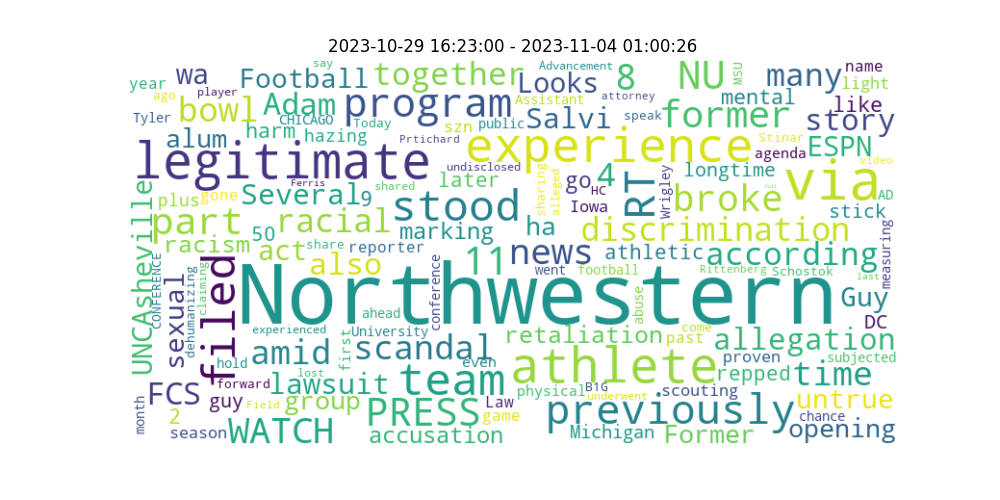 2023-10-29 16:23:00 - 2023-11-04 01:00:26
say Advancement
year wa Football together Looks 8 NU MSU many name light
ago player Assistant attorney mental like
bowl Adam program former story
Tyler CHICAGO Today szn public Salvi speak
alum harm hazing Prtichard experience Stinar ESPN
legitimate undisclosed agenda video
Ferris shared later sharing alleged go 4 HC RT Wrigley longtime via AD
plus gone Several 9 stood Iowa broke stick
UNCAsheville part racial marking ha discrimination measuring
racism 50 act share reporter news athletic according
CONFERENCE also 11 went football Rittenberg Schostok last
sexual dehumanizing claiming filed Northwestern conference abuse Guy
ahead DC
experienced University retaliation past come allegation
amid first scandal even proven subjected
hold lost athlete repped time
FCS forward lawsuit team physical B1G scouting
month guy Field group Law underwent untrue
2 PRESS game previously chance
season WATCH accusation Michigan Former opening